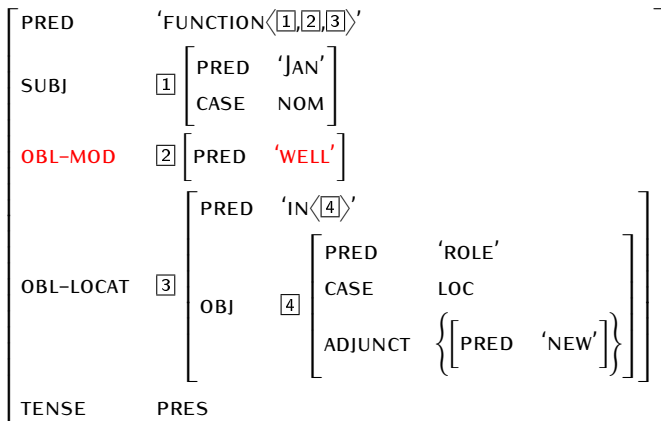 PRED ‘FUNCTION⟨1,2,3⟩’
SUBJ 1 PRED ‘JAN’
CASE NOM
OBL–MOD 2 PRED ‘WELL’
OBL–LOCAT 3 PRED ‘IN⟨4⟩’
OBJ 4 PRED ‘ROLE’
CASE LOC
ADJUNCT {[PRED ‘NEW’]}
TENSE PRES